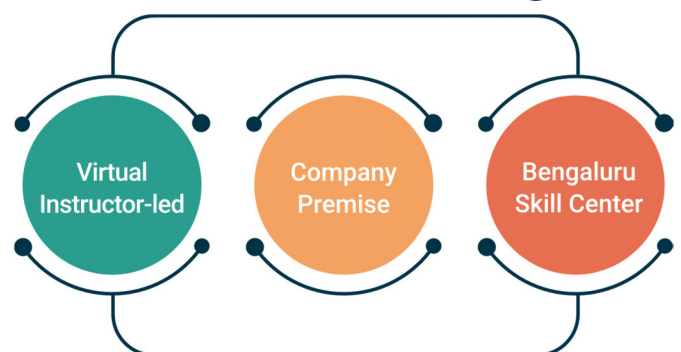 Virtual
Instructor-led
Company
Premise
Bengaluru
Skill Center